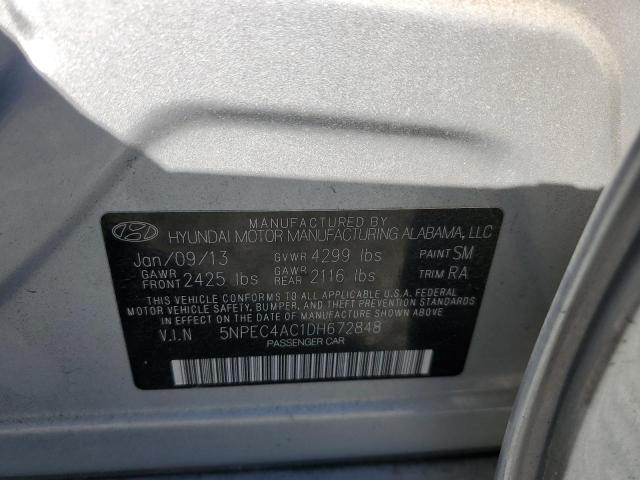 MANUFACTURED BY
HYUNDAI MOTOR MANUFACTURING ALABAMA, LLC
Jan/09/13 GVWR 4299 lbs PAINT SM
GAWR FRONT 2425 lbs GAWR REAR 2116 lbs TRIM RA
THIS VEHICLE CONFORMS TO ALL APPLICABLE U.S. FEDERAL
MOTOR VEHICLE SAFETY, BUMPER, AND THEFT PREVENTION STANDARDS
IN EFFECT ON THE DATE OF MANUFACTURE SHOWN ABOVE.
V.I.N 5NPEC4AC1DH672848
PASSENGER CAR